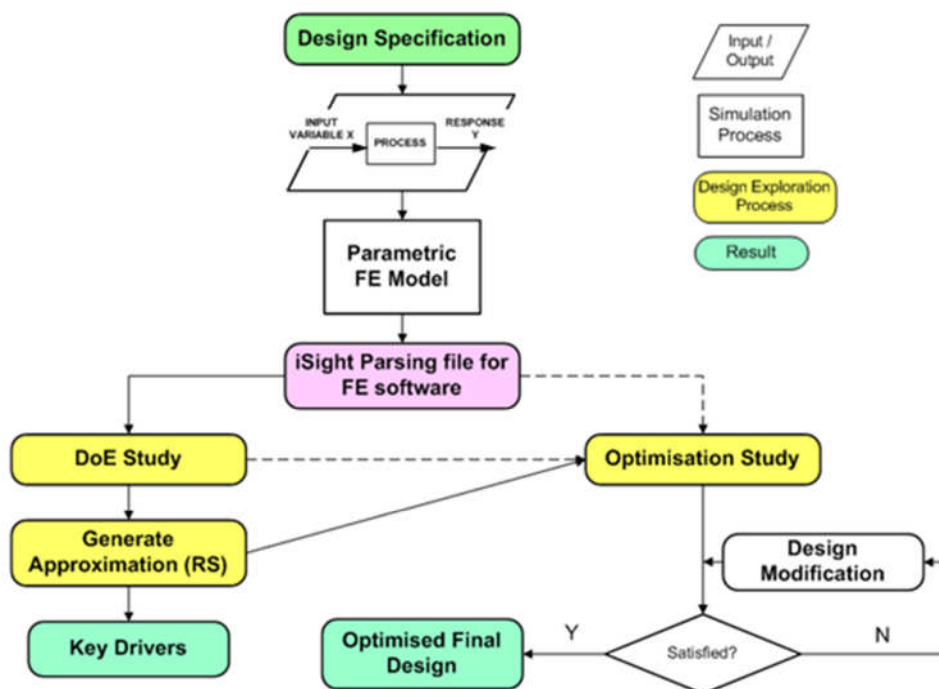 Design Specification
INPUT
VARIABLE X
PROCESS
RESPONSE
Y
Parametric
FE Model
iSight Parsing file for
FE software
DoE Study
Optimisation Study
Generate
Approximation (RS)
Design
Modification
Key Drivers
Optimised Final
Design
Y
Satisfied?
N
Input /
Output
Simulation
Process
Design Exploration
Process
Result